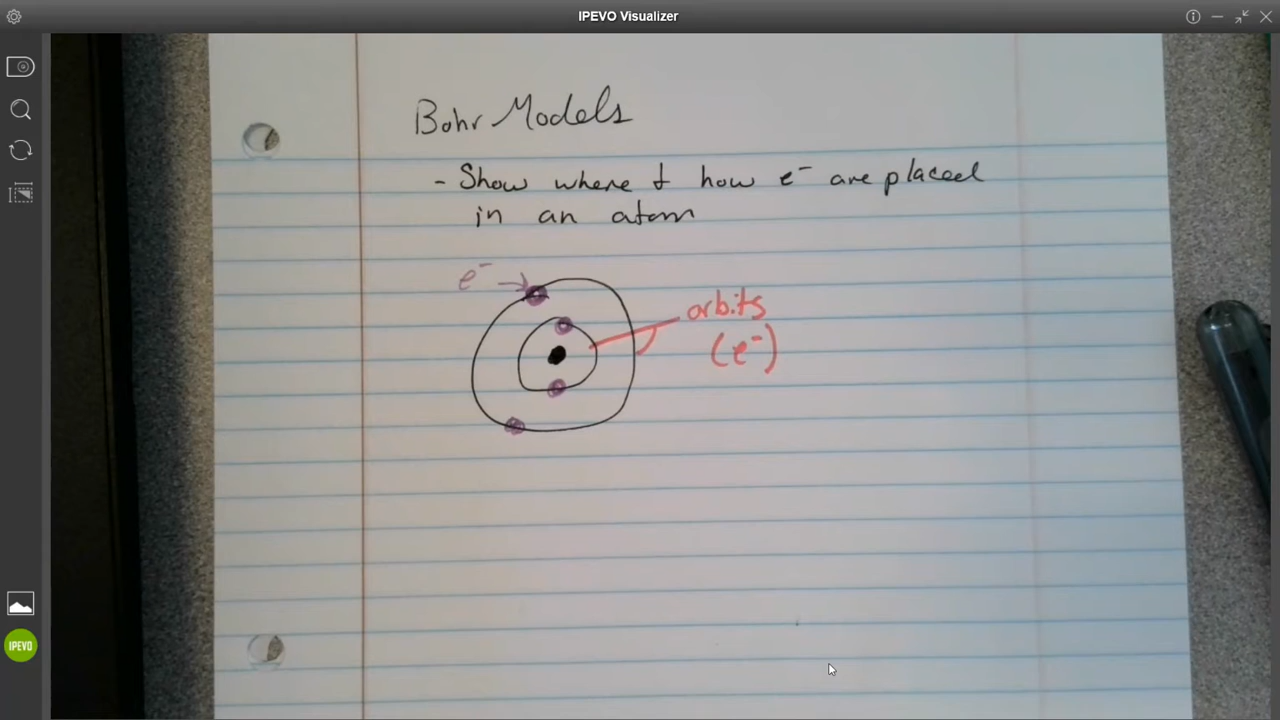 IPEVO Visualizer
Bohr Models
- Show where & how e⁻ are placed
in an atom
e⁻
orbits
(e⁻)
IPEVO